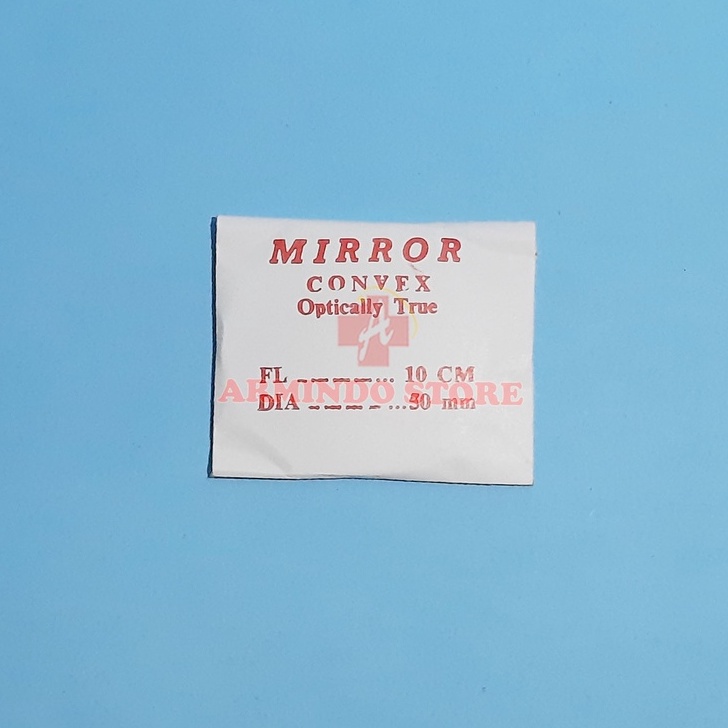 MIRROR
CONVEX
Optically True
FL ........... 10 CM
ARMINDO STORE
DIA ........... 50 mm